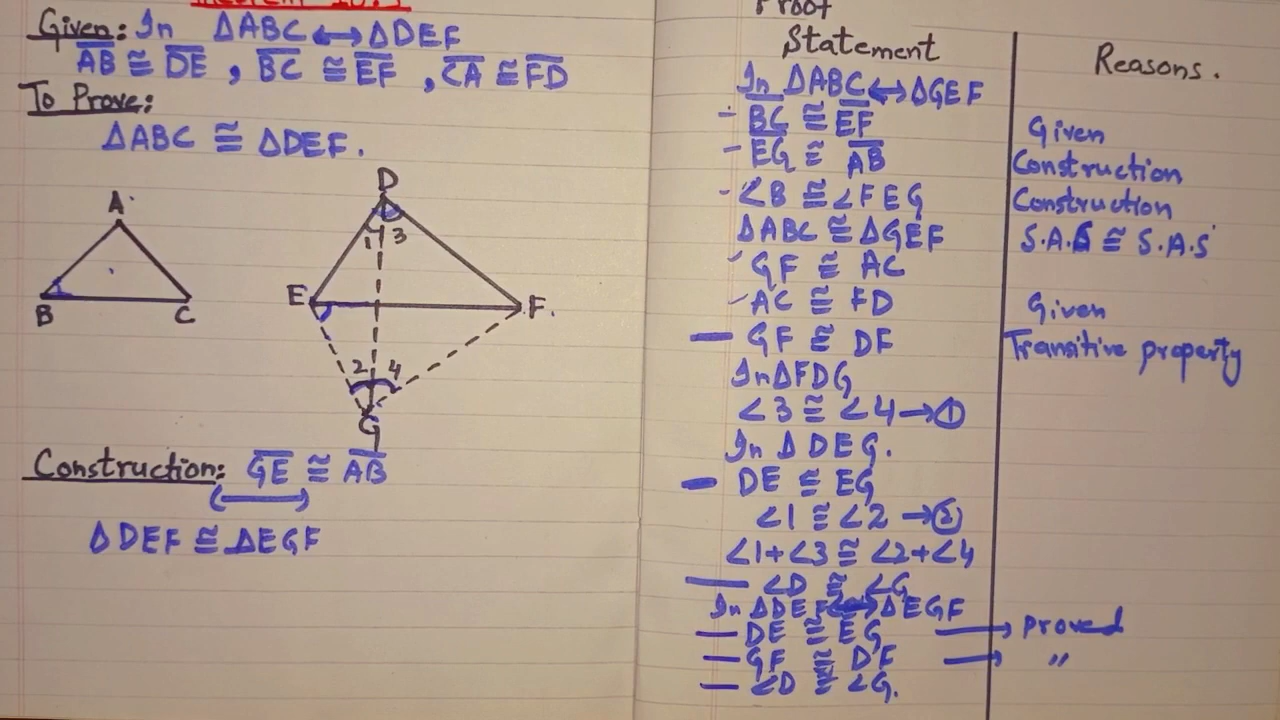 Given: In ΔABC ↔ ΔDEF
AB ≅ DE , BC ≅ EF , CA ≅ FD
To Prove:
ΔABC ≅ ΔDEF.
A
B
C
D
1 3
E
F.
2 4
G
Construction: GE ≅ AB
ΔDEF ≅ ΔEGF
Proof
Statement
Reasons.
In ΔABC ↔ ΔGEF
- BC ≅ EF
Given
- EG ≅ AB
Construction
- ∠B ≅ ∠FEG
Construction
ΔABC ≅ ΔGEF
S.A.S ≅ S.A.S
GF ≅ AC
AC ≅ FD
Given
— GF ≅ DF
Transitive property
In ΔFDG
∠3 ≅ ∠4 → ①
In Δ DEG.
— DE ≅ EG
∠1 ≅ ∠2 → ②
∠1+∠3 ≅ ∠2+∠4
— ∠D ≅ ∠G
In ΔDEF ↔ ΔEGF
— DE ≅ EG → proved
— GF ≅ DF → "
— ∠D ≅ ∠G.